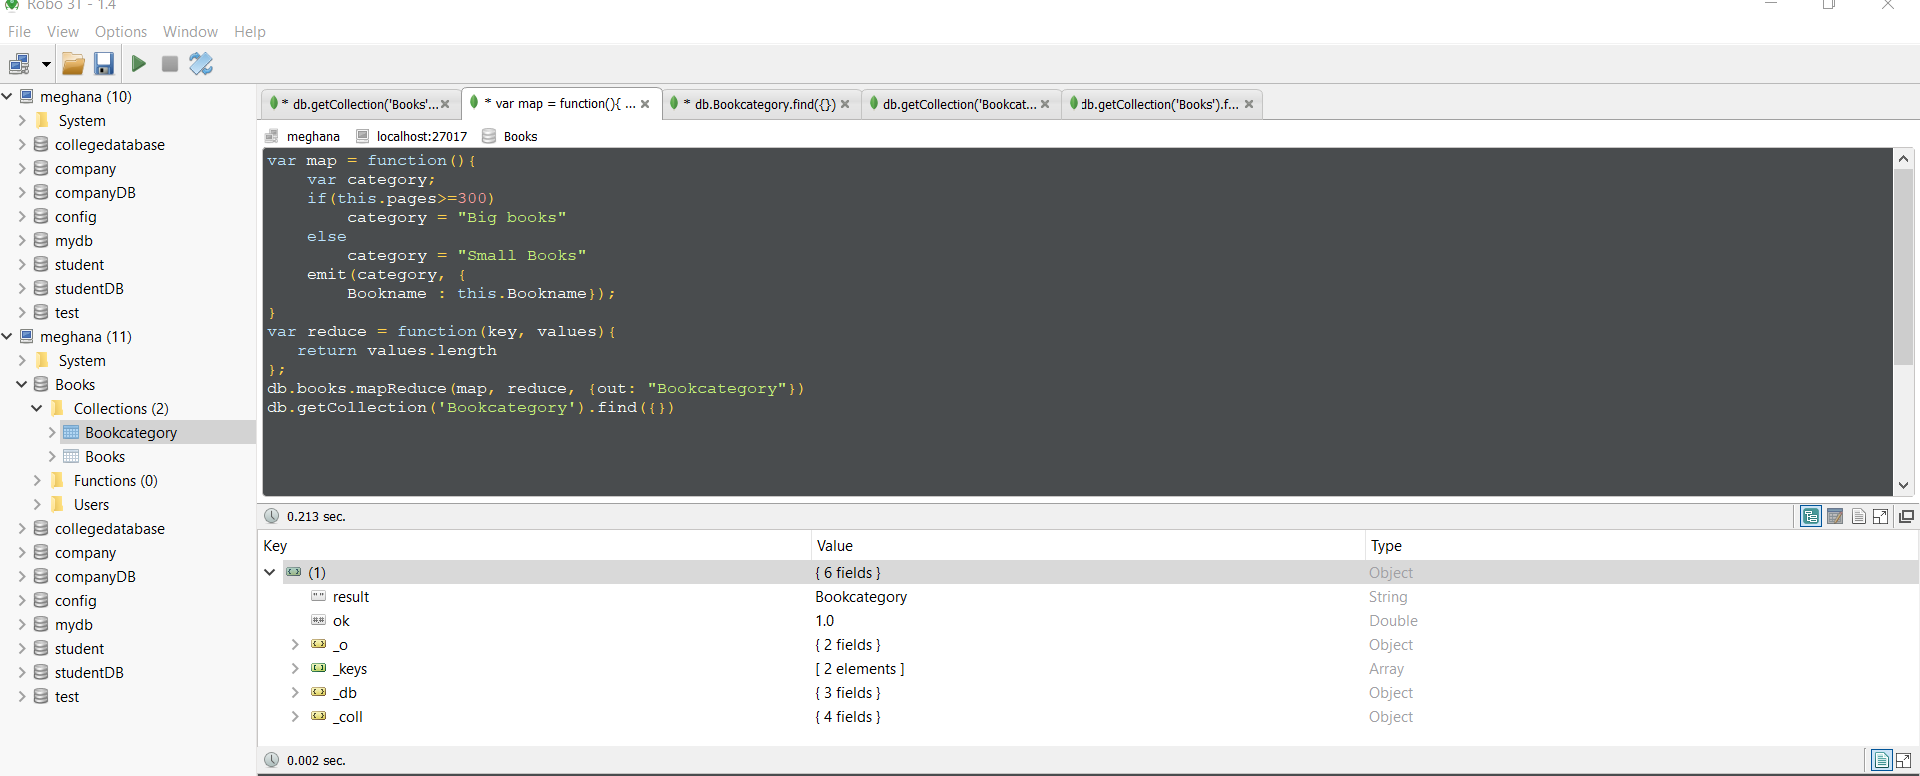 Robo 3T - 1.4
File View Options Window Help
meghana (10)
System
collegedatabase
company
companyDB
config
mydb
student
studentDB
test
meghana (11)
System
Books
Collections (2)
Bookcategory
Books
Functions (0)
Users
collegedatabase
company
companyDB
config
mydb
student
studentDB
test
* db.getCollection('Books'... * var map = function(){ ... * db.Bookcategory.find({}) db.getCollection('Bookcat... db.getCollection('Books').f...
meghana localhost:27017 Books
var map = function(){
var category;
if(this.pages>=300)
category = "Big books"
else
category = "Small Books"
emit(category, {
Bookname : this.Bookname});
}
var reduce = function(key, values){
return values.length
};
db.books.mapReduce(map, reduce, {out: "Bookcategory"})
db.getCollection('Bookcategory').find({})
0.213 sec.
Key Value Type
(1) { 6 fields } Object
result Bookcategory String
ok 1.0 Double
_o { 2 fields } Object
_keys [ 2 elements ] Array
_db { 3 fields } Object
_coll { 4 fields } Object
0.002 sec.